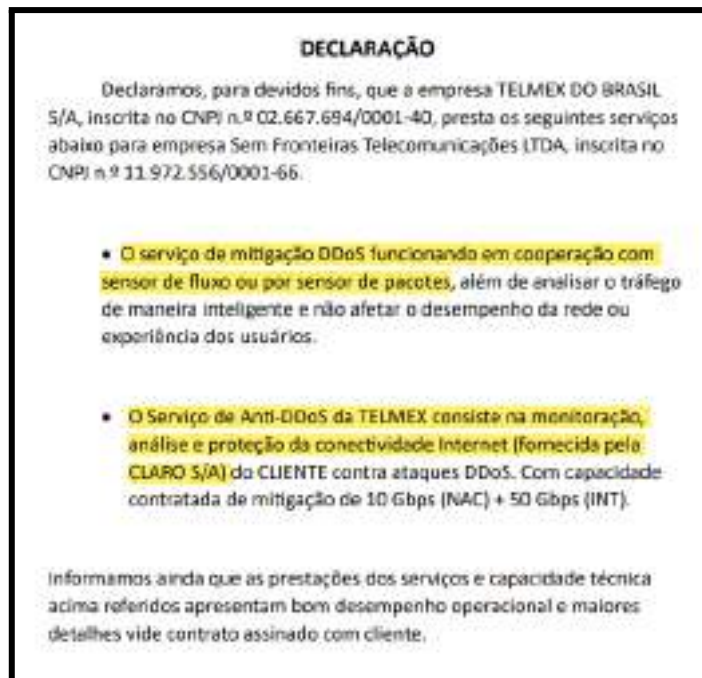 DECLARAÇÃO
Declaramos, para devidos fins, que a empresa TELMEX DO BRASIL
S/A, inscrita no CNPJ n.º 02.667.694/0001-40, presta os seguintes serviços
abaixo para empresa Sem Fronteiras Telecomunicações LTDA, inscrita no
CNPJ n.º 11.972.556/0001-66.
• O serviço de mitigação DDoS funcionando em cooperação com
sensor de fluxo ou por sensor de pacotes, além de analisar o tráfego
de maneira inteligente e não afetar o desempenho da rede ou
experiência dos usuários.
• O Serviço de Anti-DDoS da TELMEX consiste na monitoração,
análise e proteção da conectividade Internet (fornecida pela
CLARO S/A) do CLIENTE contra ataques DDoS. Com capacidade
contratada de mitigação de 10 Gbps (NAC) + 50 Gbps (INT).
Informamos ainda que as prestações dos serviços e capacidade técnica
acima referidos apresentam bom desempenho operacional e maiores
detalhes vide contrato assinado com cliente.